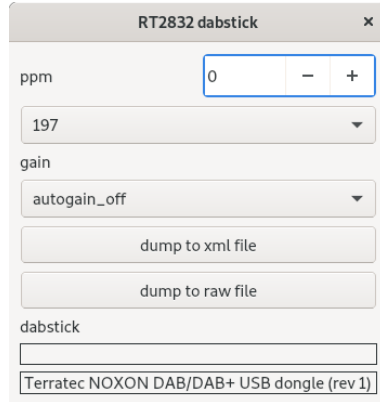 RT2832 dabstick ×
ppm 0 − +
197
gain
autogain_off
dump to xml file
dump to raw file
dabstick
Terratec NOXON DAB/DAB+ USB dongle (rev 1)